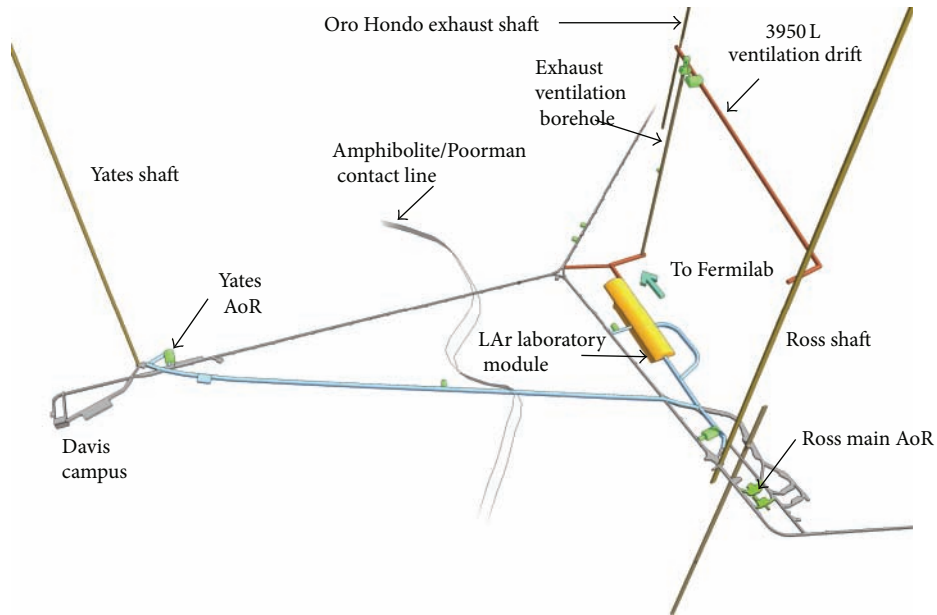 Oro Hondo exhaust shaft
3950 L
ventilation drift
Exhaust
ventilation
borehole
Amphibolite/Poorman
contact line
Yates shaft
To Fermilab
Yates
AoR
LAr laboratory
module
Ross shaft
Davis
campus
Ross main AoR